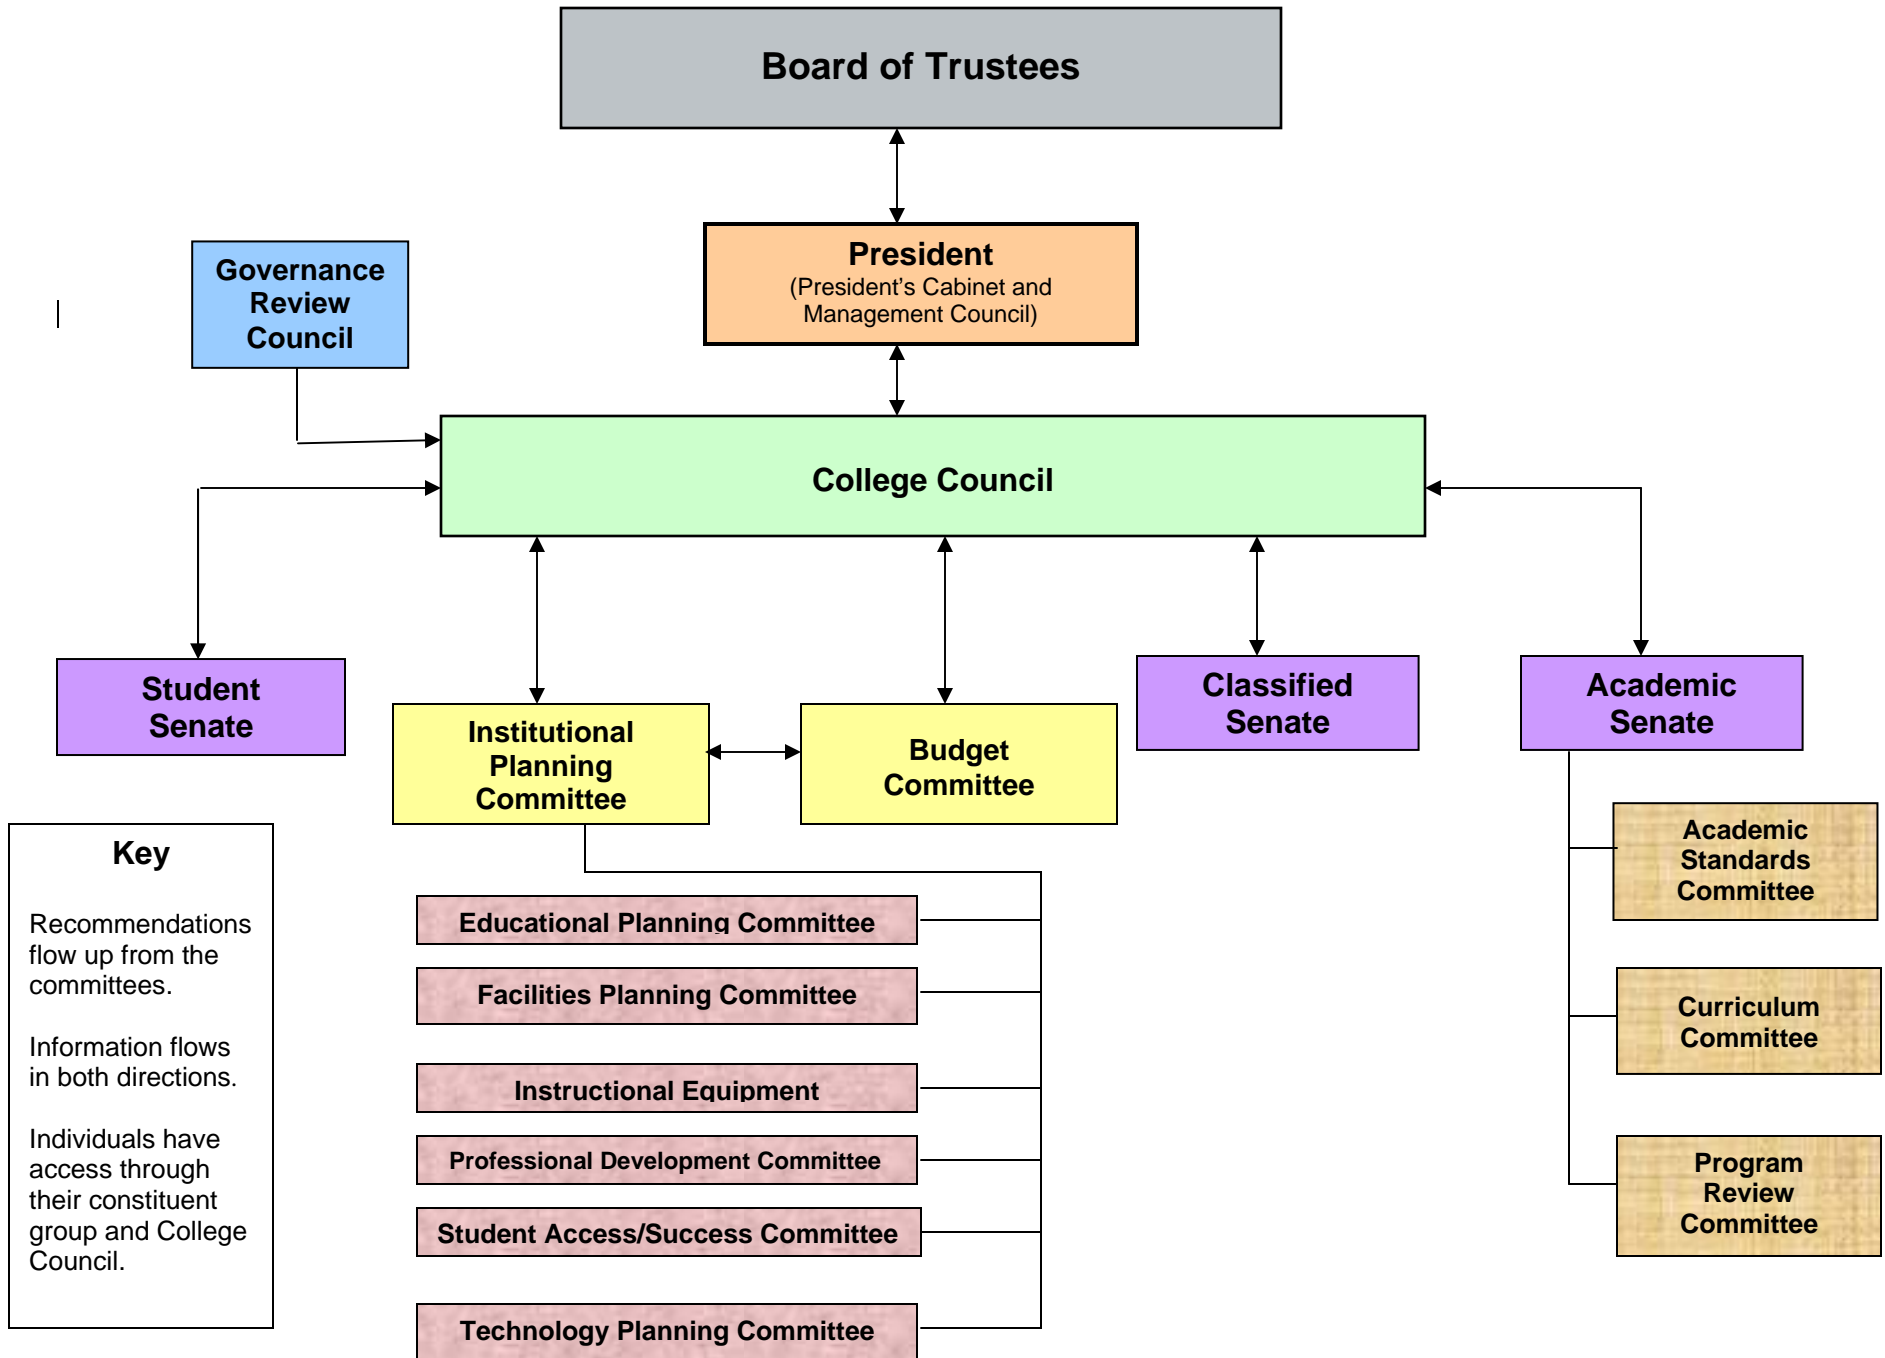 Board of Trustees
President
(President's Cabinet and
Management Council)
Governance
Review
Council
College Council
Student
Senate
Institutional
Planning
Committee
Budget
Committee
Classified
Senate
Academic
Senate
Key
Recommendations
flow up from the
committees.
Information flows
in both directions.
Individuals have
access through
their constituent
group and College
Council.
Educational Planning Committee
Facilities Planning Committee
Instructional Equipment
Professional Development Committee
Student Access/Success Committee
Technology Planning Committee
Academic
Standards
Committee
Curriculum
Committee
Program
Review
Committee